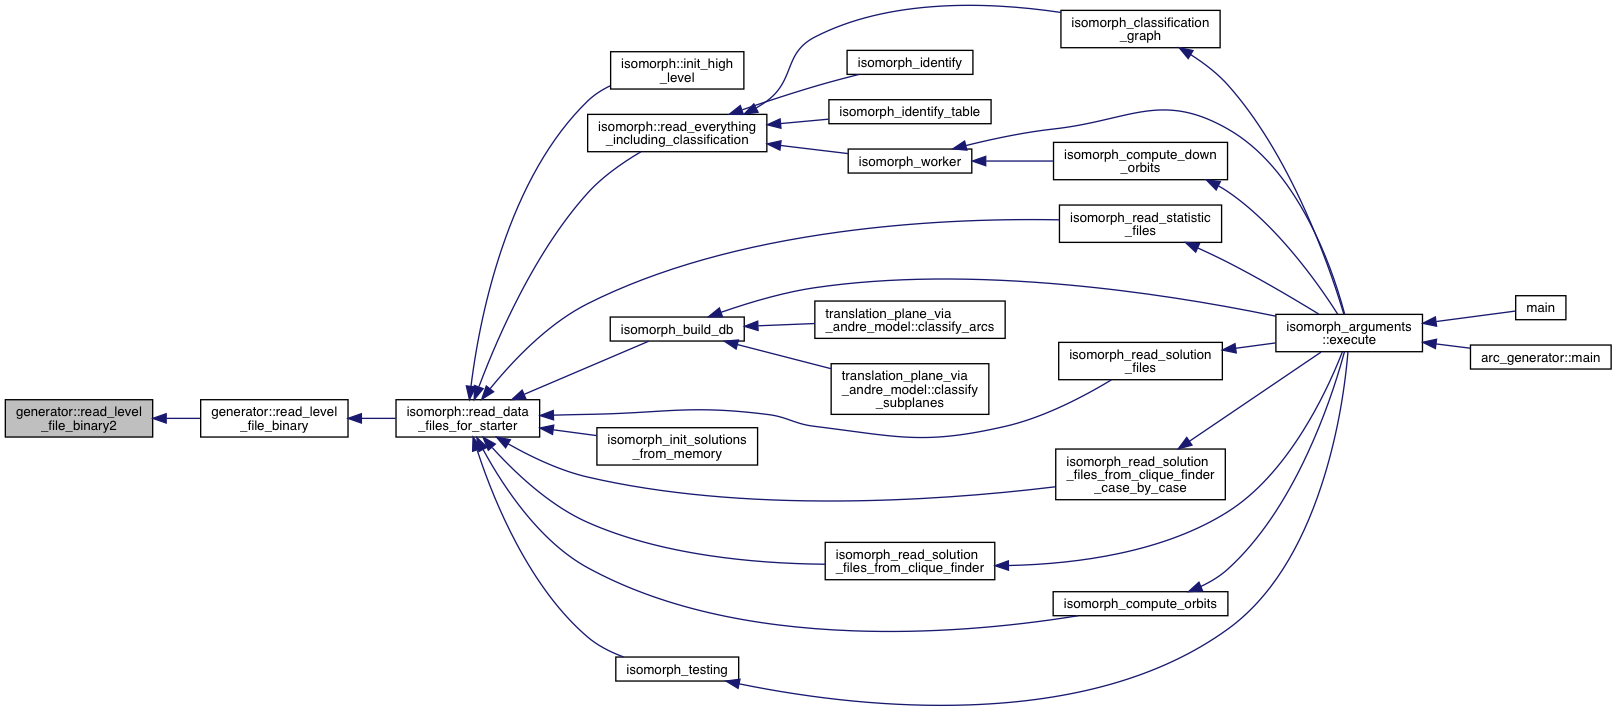 generator::read_level
_file_binary2
generator::read_level
_file_binary
isomorph::read_data
_files_for_starter
isomorph::init_high
_level
isomorph::read_everything
_including_classification
isomorph_classification
_graph
isomorph_identify
isomorph_identify_table
isomorph_worker
isomorph_compute_down
_orbits
isomorph_read_statistic
_files
isomorph_build_db
translation_plane_via
_andre_model::classify_arcs
translation_plane_via
_andre_model::classify
_subplanes
isomorph_read_solution
_files
isomorph_init_solutions
_from_memory
isomorph_read_solution
_files_from_clique_finder
_case_by_case
isomorph_read_solution
_files_from_clique_finder
isomorph_compute_orbits
isomorph_testing
isomorph_arguments
::execute
main
arc_generator::main